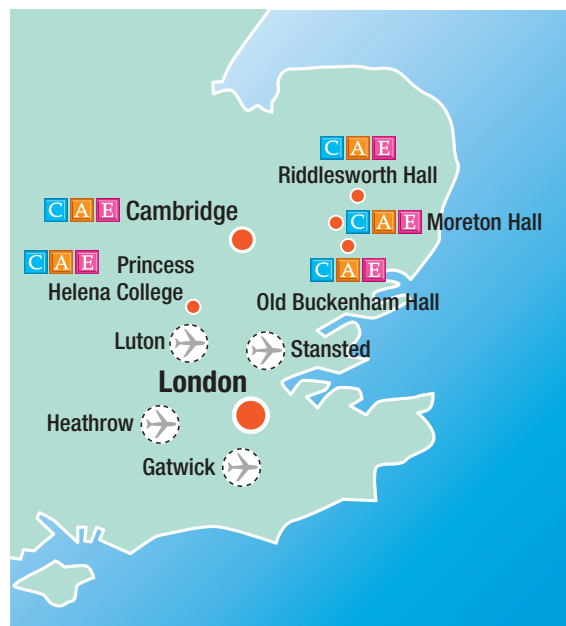 CAE
Riddlesworth Hall
CAE Cambridge
CAE Moreton Hall
CAE Princess
Helena College
CAE
Old Buckenham Hall
Luton
Stansted
London
Heathrow
Gatwick